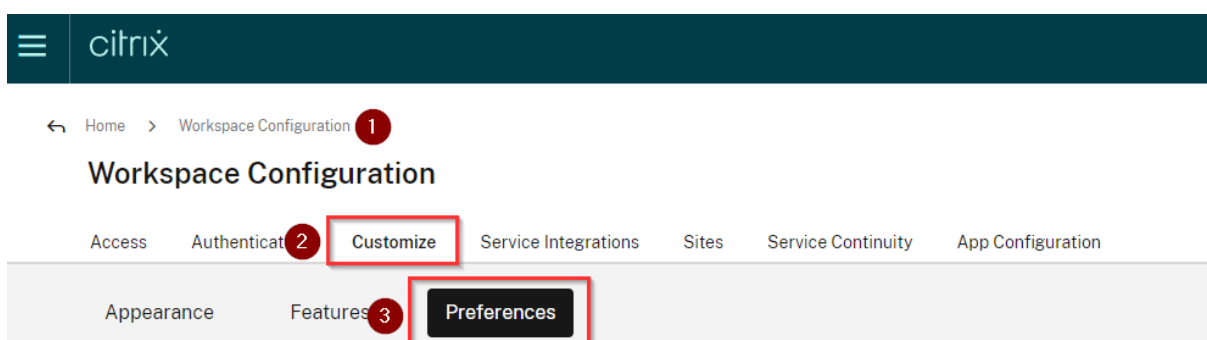 citrix
Home > Workspace Configuration 1
Workspace Configuration
Access Authenticat 2 Customize Service Integrations Sites Service Continuity App Configuration
Appearance Features 3 Preferences